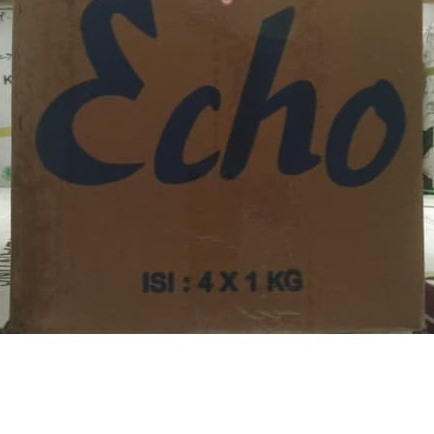 Echo
ISI : 4 X 1 KG